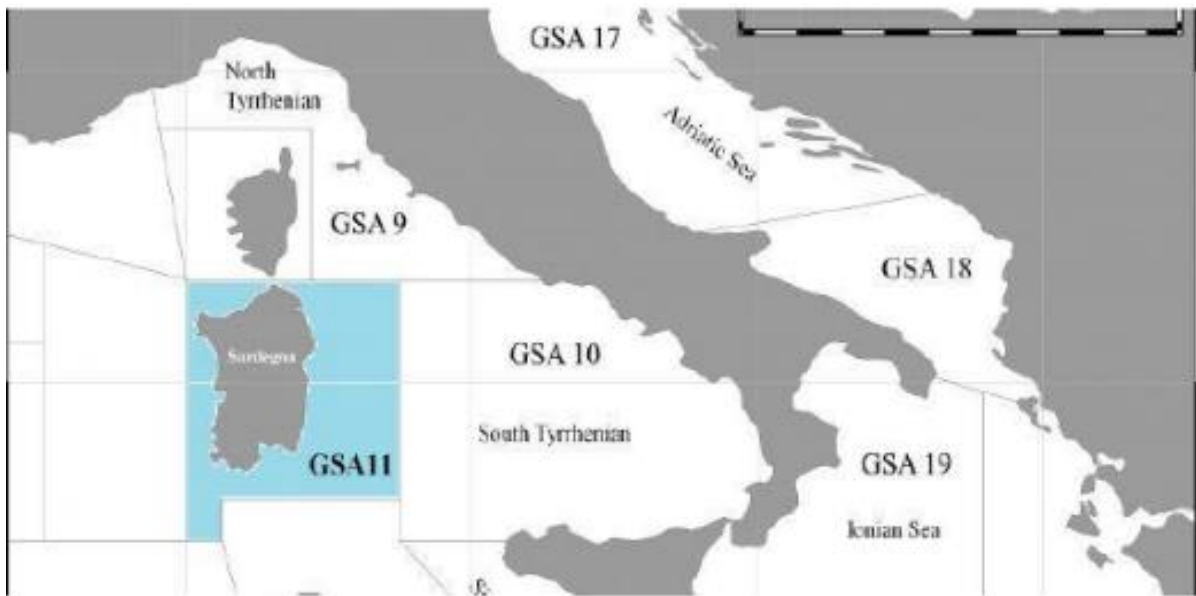 GSA 17
North
Tyrrhenian
Adriatic Sea
GSA 9
GSA 18
Sardegna
GSA 10
South Tyrrhenian
GSA11
GSA 19
Ionian Sea